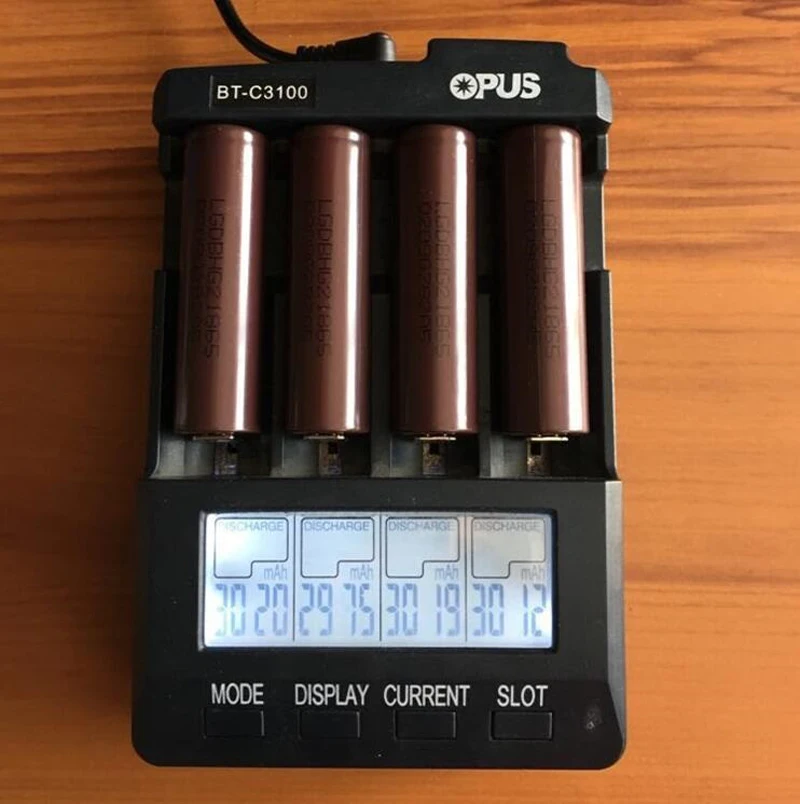 BT-C3100
OPUS
LGDBHG21865
LGDBHG21865
LGDBHG21865
LGDBHG21865
DISCHARGE DISCHARGE DISCHARGE DISCHARGE
mAh mAh mAh mAh
3020 2975 3019 3012
MODE DISPLAY CURRENT SLOT